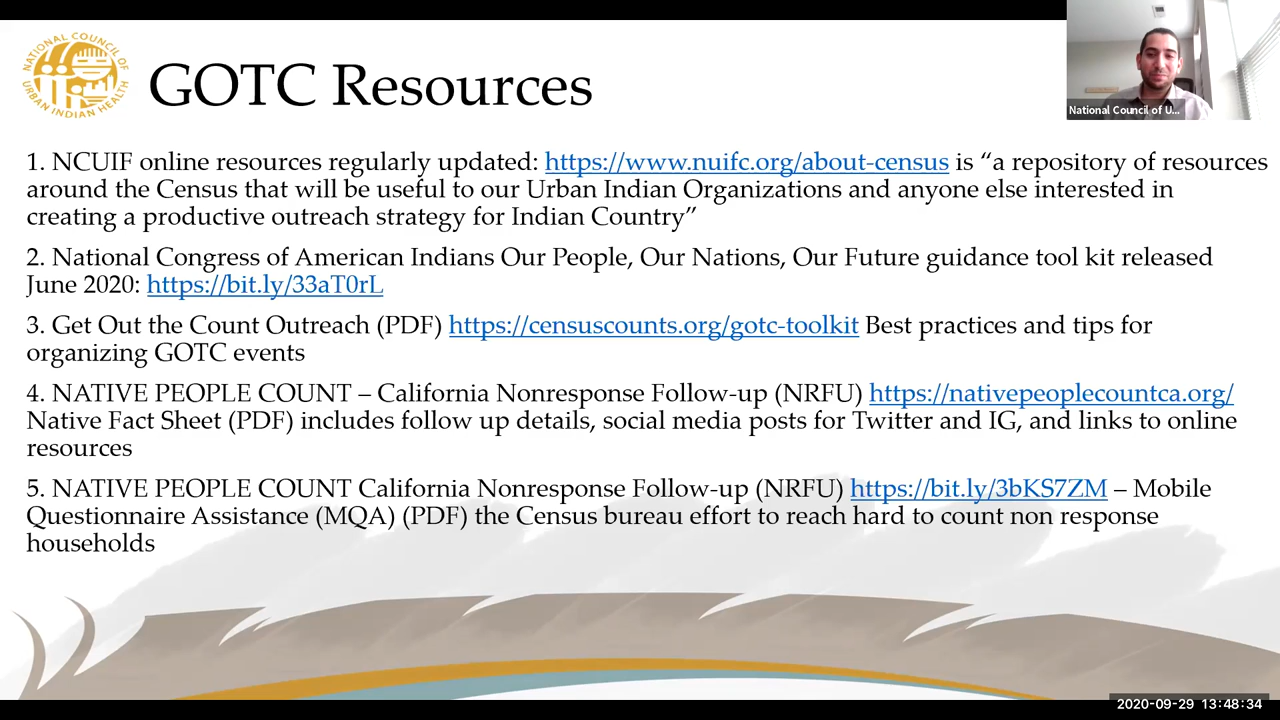 NATIONAL COUNCIL OF
URBAN INDIAN HEALTH
GOTC Resources
National Council of U...
1. NCUIF online resources regularly updated: https://www.nuifc.org/about-census is “a repository of resources
around the Census that will be useful to our Urban Indian Organizations and anyone else interested in
creating a productive outreach strategy for Indian Country”
2. National Congress of American Indians Our People, Our Nations, Our Future guidance tool kit released
June 2020: https://bit.ly/33aT0rL
3. Get Out the Count Outreach (PDF) https://censuscounts.org/gotc-toolkit Best practices and tips for
organizing GOTC events
4. NATIVE PEOPLE COUNT – California Nonresponse Follow-up (NRFU) https://nativepeoplecountca.org/
Native Fact Sheet (PDF) includes follow up details, social media posts for Twitter and IG, and links to online
resources
5. NATIVE PEOPLE COUNT California Nonresponse Follow-up (NRFU) https://bit.ly/3bKS7ZM – Mobile
Questionnaire Assistance (MQA) (PDF) the Census bureau effort to reach hard to count non response
households
2020-09-29 13:48:34